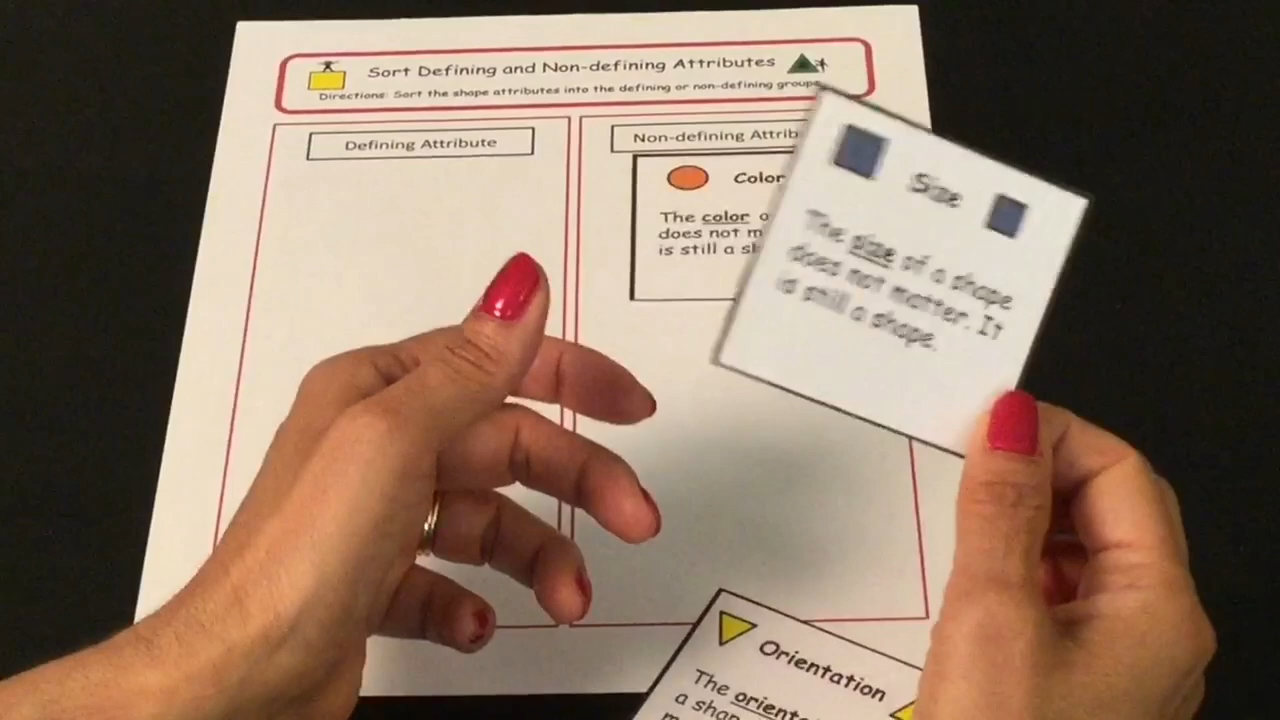 Sort Defining and Non-defining Attributes
Directions: Sort the shape attributes into the defining or non-defining groups
Defining Attribute
Non-defining Attrib
Color
The color o
does not m
is still a sh
Size
The size of a shape
does not matter. It
is still a shape.
Orientation
The orienta
a shap